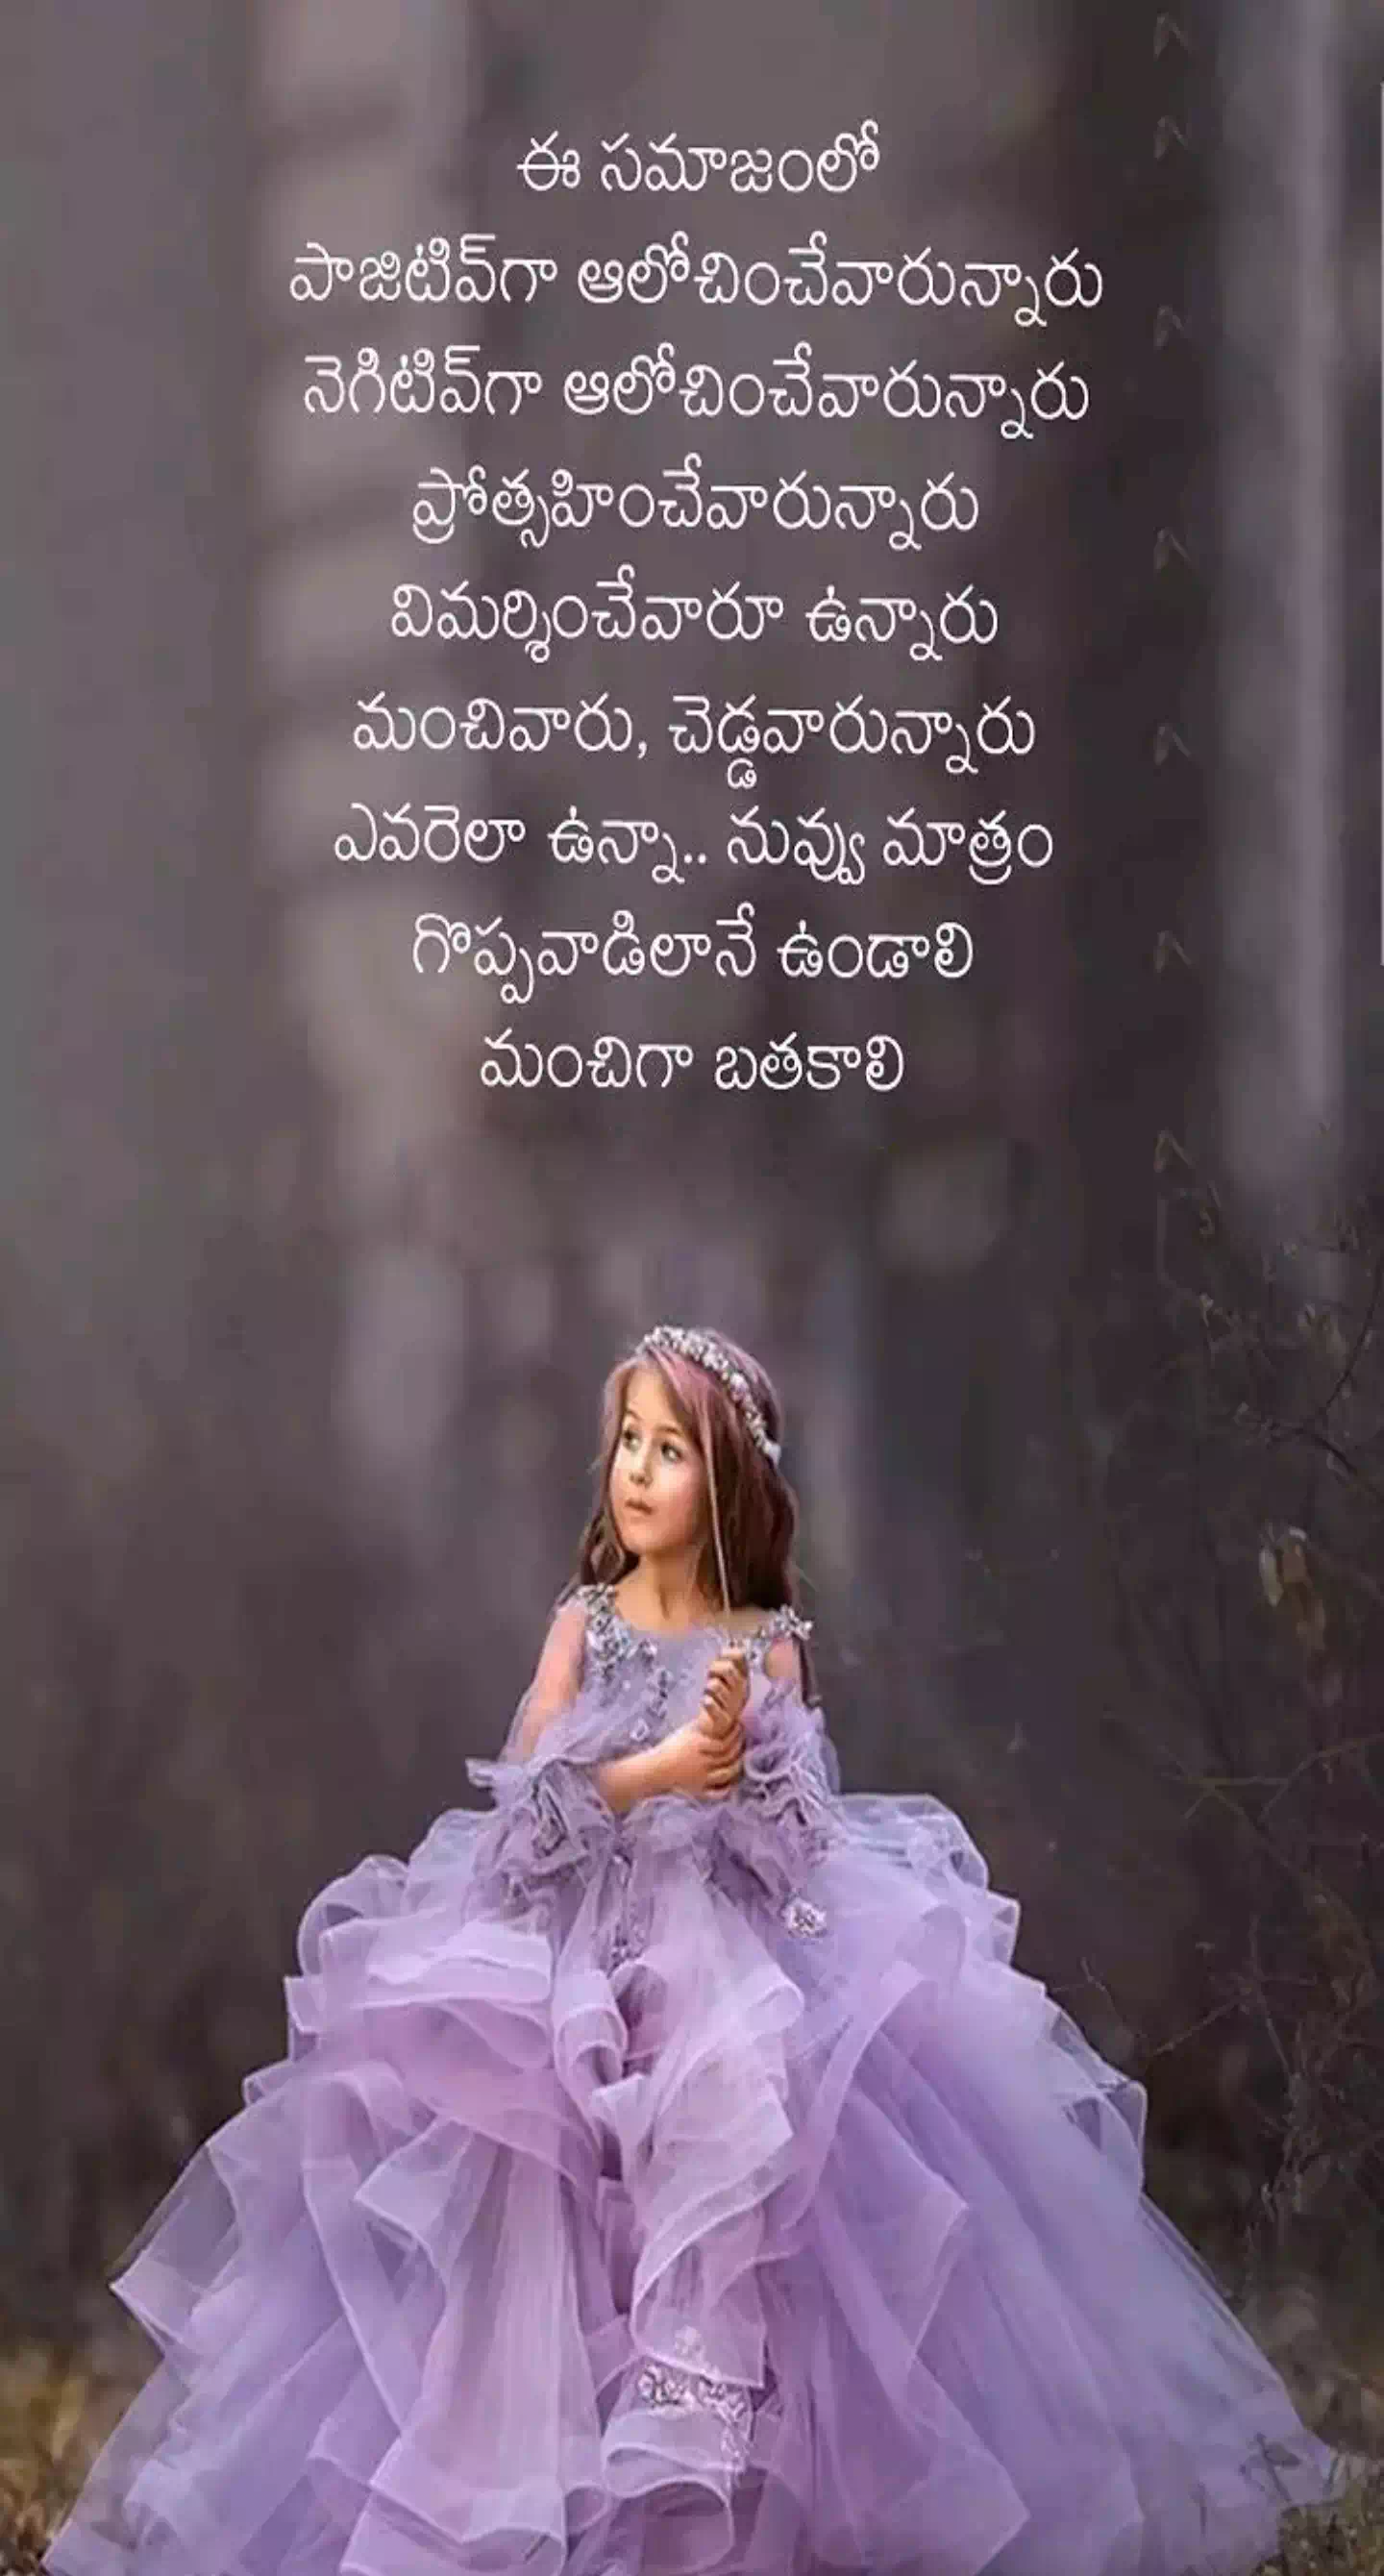 ఈ సమాజంలో
పాజిటివ్‌గా ఆలోచించేవారున్నారు
నెగిటివ్‌గా ఆలోచించేవారున్నారు
ప్రోత్సహించేవారున్నారు
విమర్శించేవారూ ఉన్నారు
మంచివారు, చెడ్డవారున్నారు
ఎవరెలా ఉన్నా.. నువ్వు మాత్రం
గొప్పవాడిలానే ఉండాలి
మంచిగా బతకాలి